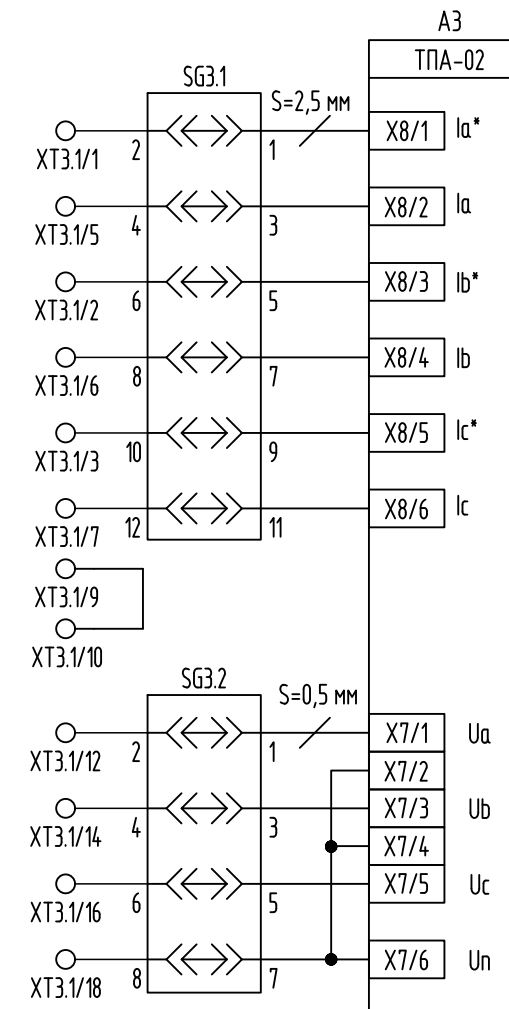 A3
ТПА-02
SG3.1
S=2,5 мм
2 1 X8/1 Ia*
XT3.1/1
4 3 X8/2 Ia
XT3.1/5
6 5 X8/3 Ib*
XT3.1/2
8 7 X8/4 Ib
XT3.1/6
10 9 X8/5 Ic*
XT3.1/3
12 11 X8/6 Ic
XT3.1/7
XT3.1/9
XT3.1/10
SG3.2
S=0,5 мм
2 1 X7/1 Ua
XT3.1/12
X7/2
4 3 X7/3 Ub
XT3.1/14
X7/4
6 5 X7/5 Uc
XT3.1/16
8 7 X7/6 Un
XT3.1/18